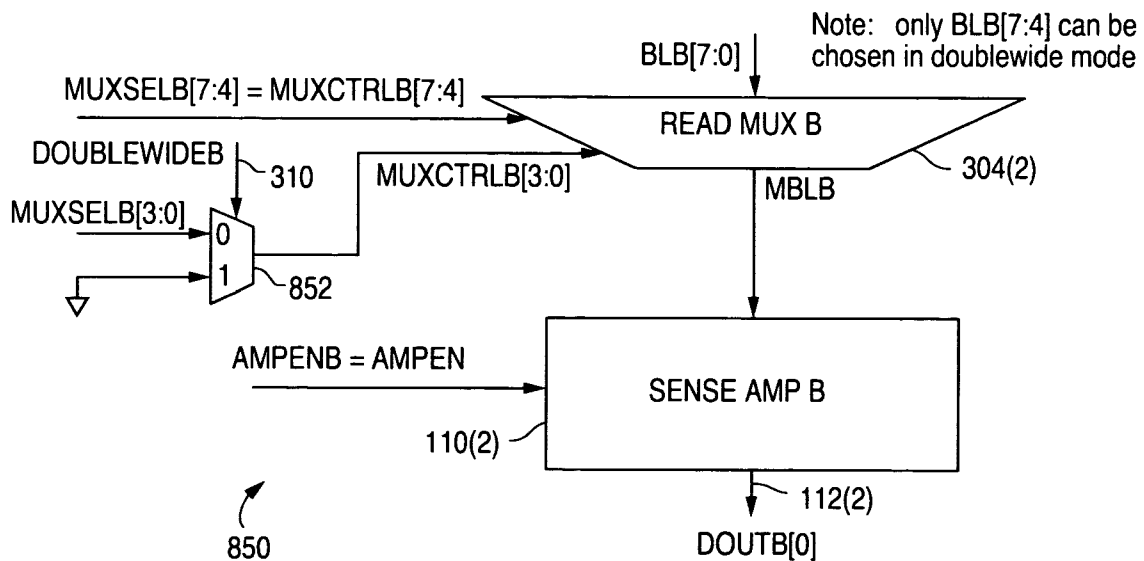 Note: only BLB[7:4] can be
chosen in doublewide mode
BLB[7:0]
MUXSELB[7:4] = MUXCTRLB[7:4]
READ MUX B
DOUBLEWIDEB
310
MUXCTRLB[3:0]
304(2)
MBLB
MUXSELB[3:0]
0
1
852
AMPENB = AMPEN
SENSE AMP B
110(2)
112(2)
850
DOUTB[0]